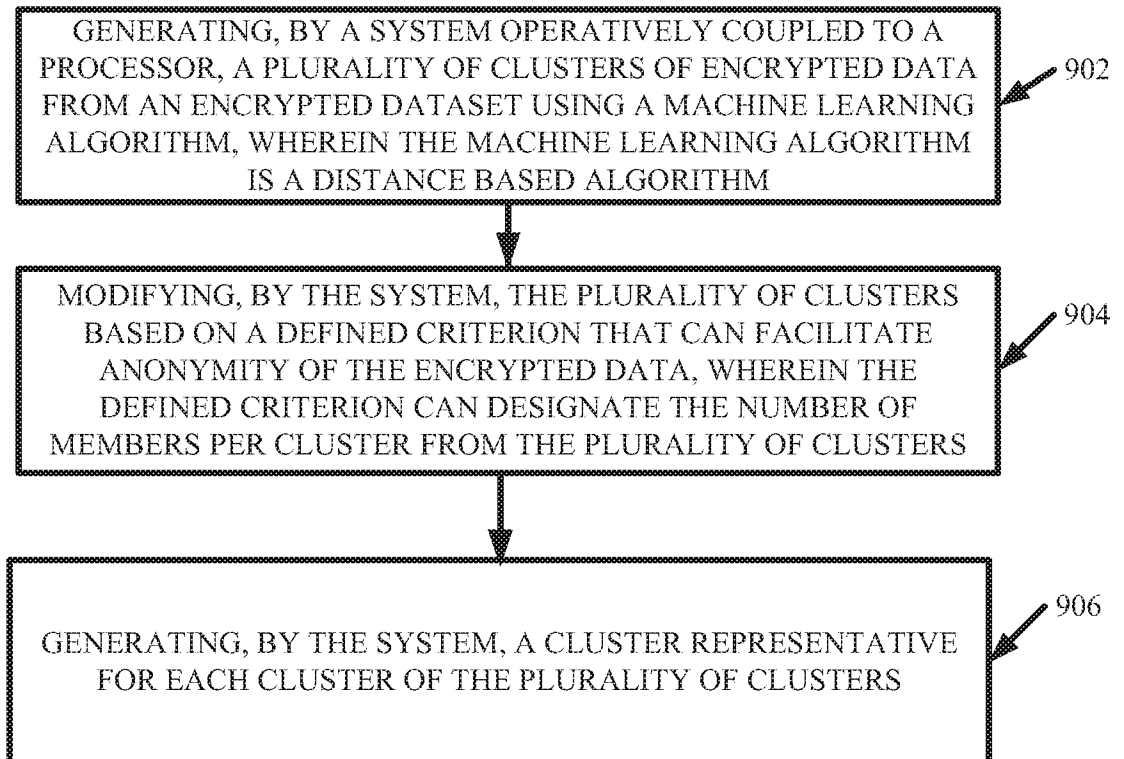 GENERATING, BY A SYSTEM OPERATIVELY COUPLED TO A
PROCESSOR, A PLURALITY OF CLUSTERS OF ENCRYPTED DATA
FROM AN ENCRYPTED DATASET USING A MACHINE LEARNING
ALGORITHM, WHEREIN THE MACHINE LEARNING ALGORITHM
IS A DISTANCE BASED ALGORITHM
902
MODIFYING, BY THE SYSTEM, THE PLURALITY OF CLUSTERS
BASED ON A DEFINED CRITERION THAT CAN FACILITATE
ANONYMITY OF THE ENCRYPTED DATA, WHEREIN THE
DEFINED CRITERION CAN DESIGNATE THE NUMBER OF
MEMBERS PER CLUSTER FROM THE PLURALITY OF CLUSTERS
904
GENERATING, BY THE SYSTEM, A CLUSTER REPRESENTATIVE
FOR EACH CLUSTER OF THE PLURALITY OF CLUSTERS
906